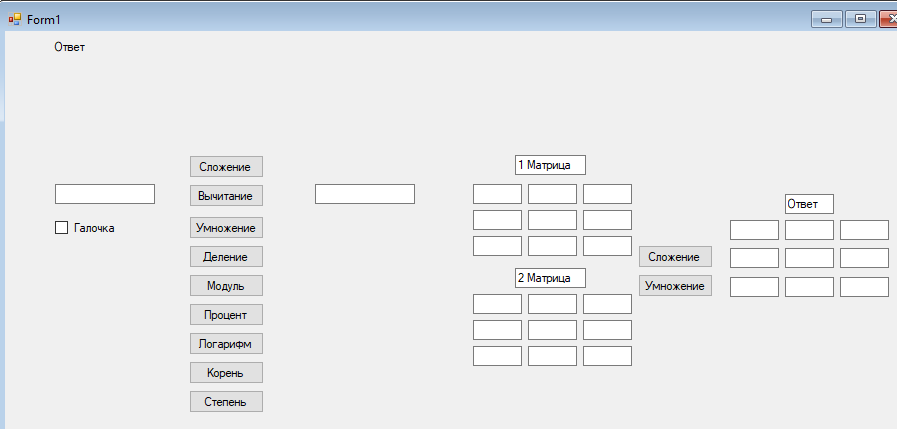 Form1
Ответ
Сложение
Вычитание
Галочка
Умножение
Деление
Модуль
Процент
Логарифм
Корень
Степень
1 Матрица
2 Матрица
Сложение
Умножение
Ответ